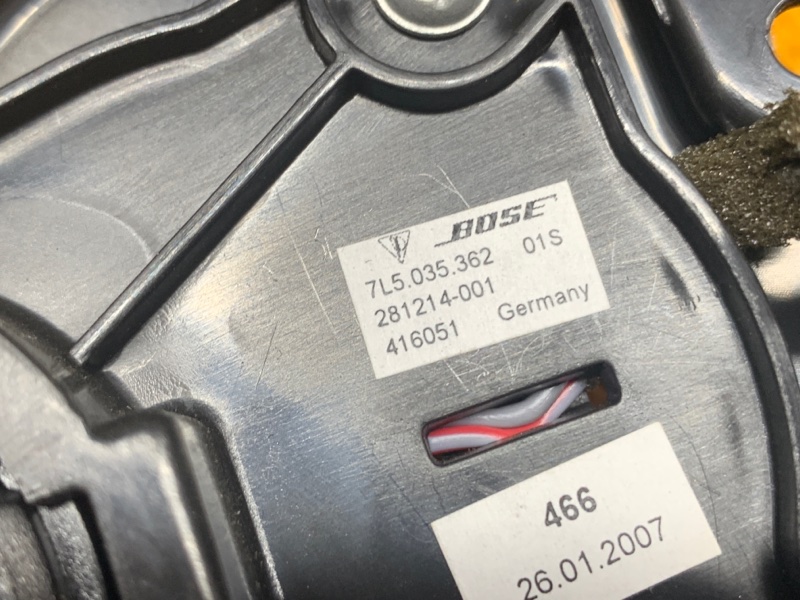 BOSE
7L5.035.362 01S
281214-001
416051 Germany
466
26.01.2007